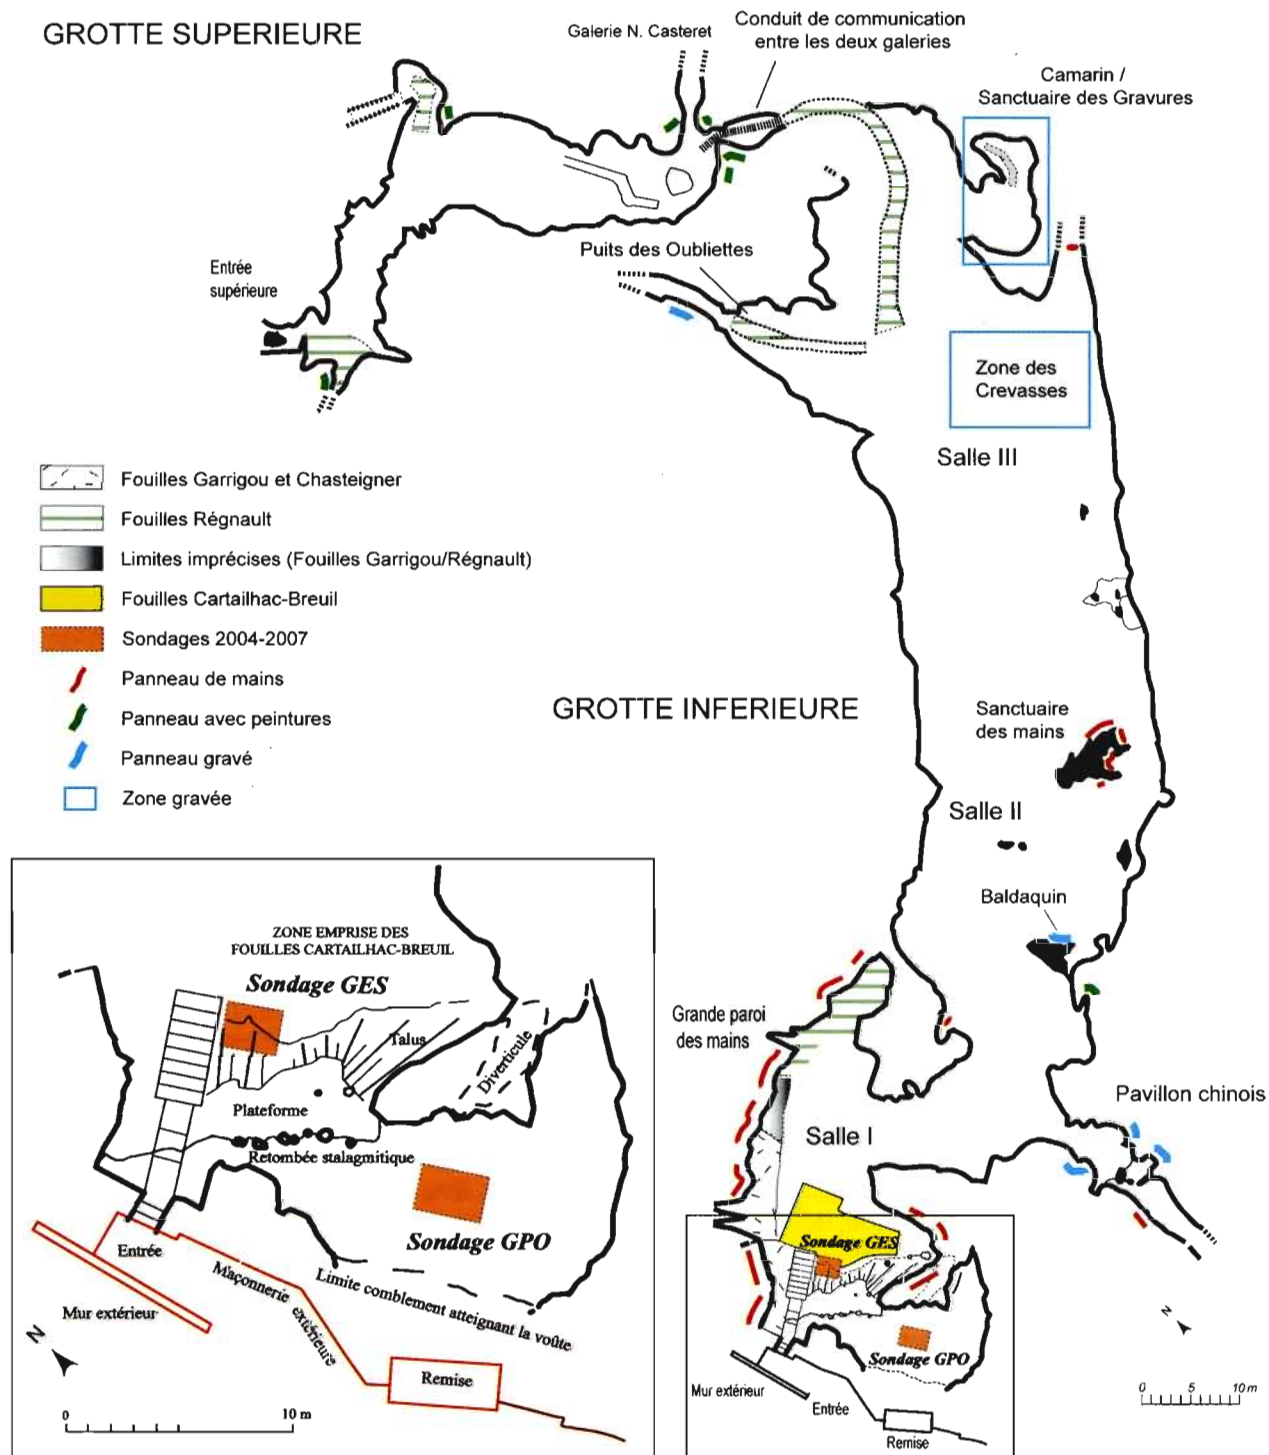 GROTTE SUPERIEURE
Galerie N. Casteret
Conduit de communication
entre les deux galeries
Camarin /
Sanctuaire des Gravures
Puits des Oubliettes
Entrée
supérieure
Zone des
Crevasses
Salle III
Fouilles Garrigou et Chasteigner
Fouilles Régnault
Limites imprécises (Fouilles Garrigou/Régnault)
Fouilles Cartailhac-Breuil
Sondages 2004-2007
Panneau de mains
Panneau avec peintures
Panneau gravé
Zone gravée
GROTTE INFERIEURE
Sanctuaire
des mains
Salle II
Baldaquin
Grande paroi
des mains
Pavillon chinois
Salle I
Sondage GES
Sondage GPO
Mur extérieur
Entrée
Remise
N
0 5 10 m
ZONE EMPRISE DES
FOUILLES CARTAILHAC-BREUIL
Sondage GES
Talus
Diverticule
Plateforme
Retombée stalagmitique
Sondage GPO
Entrée
Maçonnerie extérieure
Limite comblement atteignant la voûte
Mur extérieur
Remise
N
0 10 m